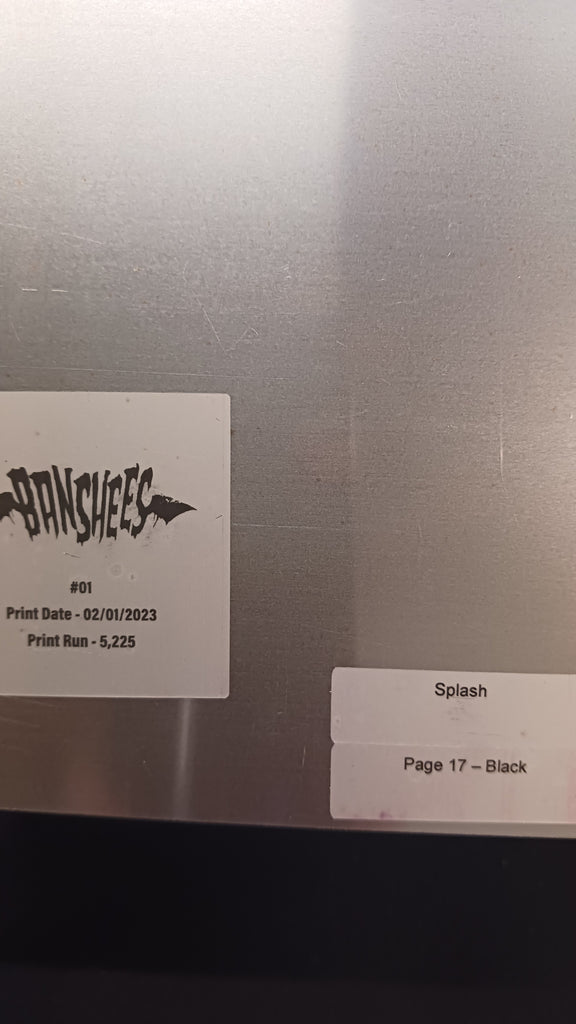 BANSHEES
#01
Print Date - 02/01/2023
Print Run - 5,225
Splash
Page 17 – Black